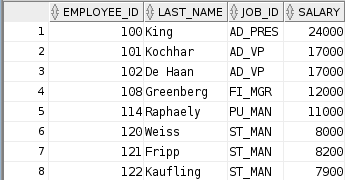 EMPLOYEE_ID LAST_NAME JOB_ID SALARY
1 100 King AD_PRES 24000
2 101 Kochhar AD_VP 17000
3 102 De Haan AD_VP 17000
4 108 Greenberg FI_MGR 12000
5 114 Raphaely PU_MAN 11000
6 120 Weiss ST_MAN 8000
7 121 Fripp ST_MAN 8200
8 122 Kaufling ST_MAN 7900